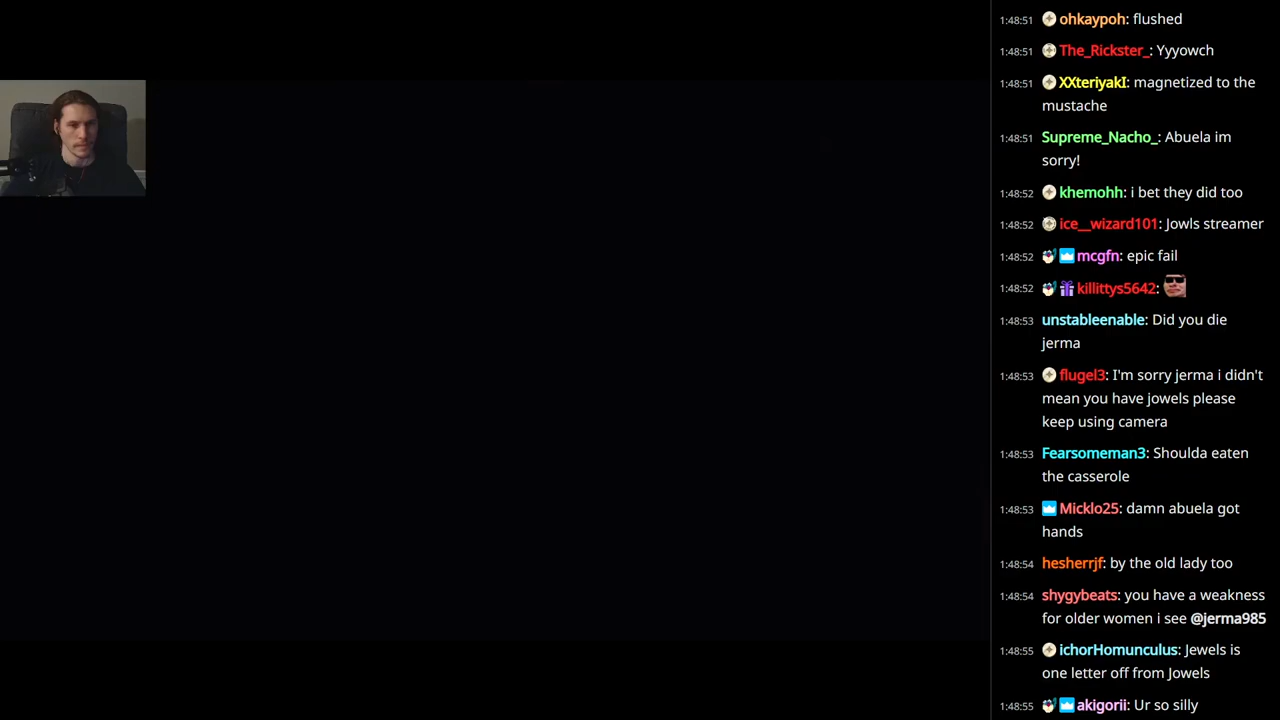 1:48:51 ohkaypoh: flushed
1:48:51 The_Rickster_: Yyyowch
1:48:51 XXteriyakI: magnetized to the
mustache
1:48:51 Supreme_Nacho_: Abuela im
sorry!
1:48:52 khemohh: i bet they did too
1:48:52 ice__wizard101: Jowls streamer
1:48:52 mcgfn: epic fail
1:48:52 killittys5642:
1:48:53 unstableenable: Did you die
jerma
1:48:53 flugel3: I'm sorry jerma i didn't
mean you have jowels please
keep using camera
1:48:53 Fearsomeman3: Shoulda eaten
the casserole
1:48:53 Micklo25: damn abuela got
hands
1:48:54 hesherrjf: by the old lady too
1:48:54 shygybeats: you have a weakness
for older women i see @jerma985
1:48:55 ichorHomunculus: Jewels is
one letter off from Jowels
1:48:55 akigorii: Ur so silly